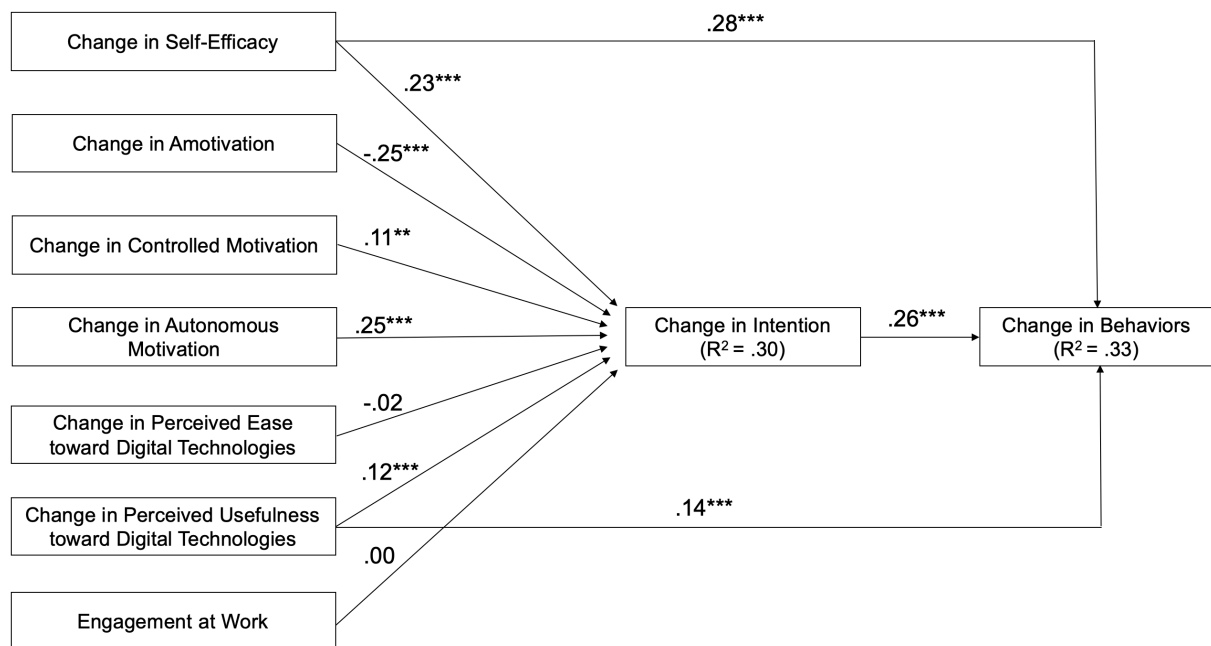 .28***
Change in Self-Efficacy
.23***
Change in Amotivation
-.25***
Change in Controlled Motivation
.11**
Change in Autonomous
Motivation
.25***
Change in Intention
(R² = .30)
.26***
Change in Behaviors
(R² = .33)
-.02
Change in Perceived Ease
toward Digital Technologies
.12***
Change in Perceived Usefulness
toward Digital Technologies
.14***
.00
Engagement at Work